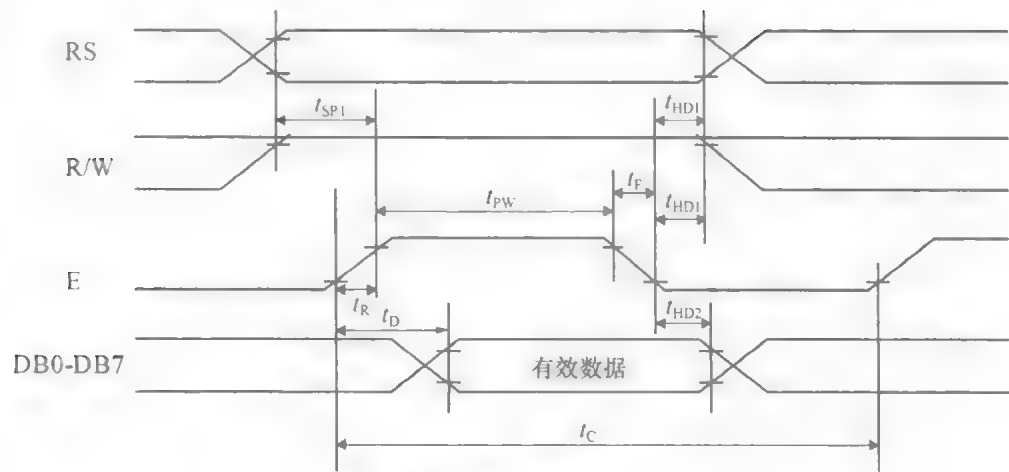 RS
tSP1
tHD1
R/W
tF
tPW
tHD1
E
tR
tD
tHD2
DB0-DB7
有效数据
tC